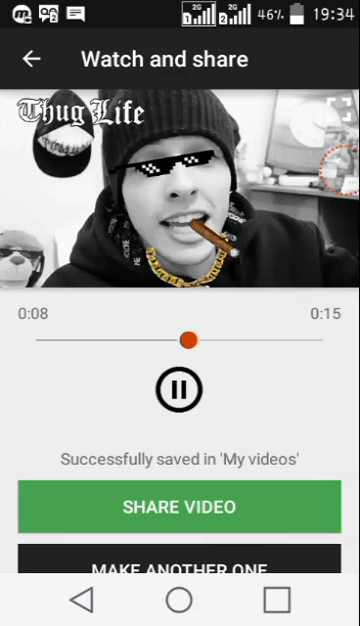 2G 2G 46% 19:34
Watch and share
Thug Life
0:08 0:15
Successfully saved in 'My videos'
SHARE VIDEO
MAKE ANOTHER ONE